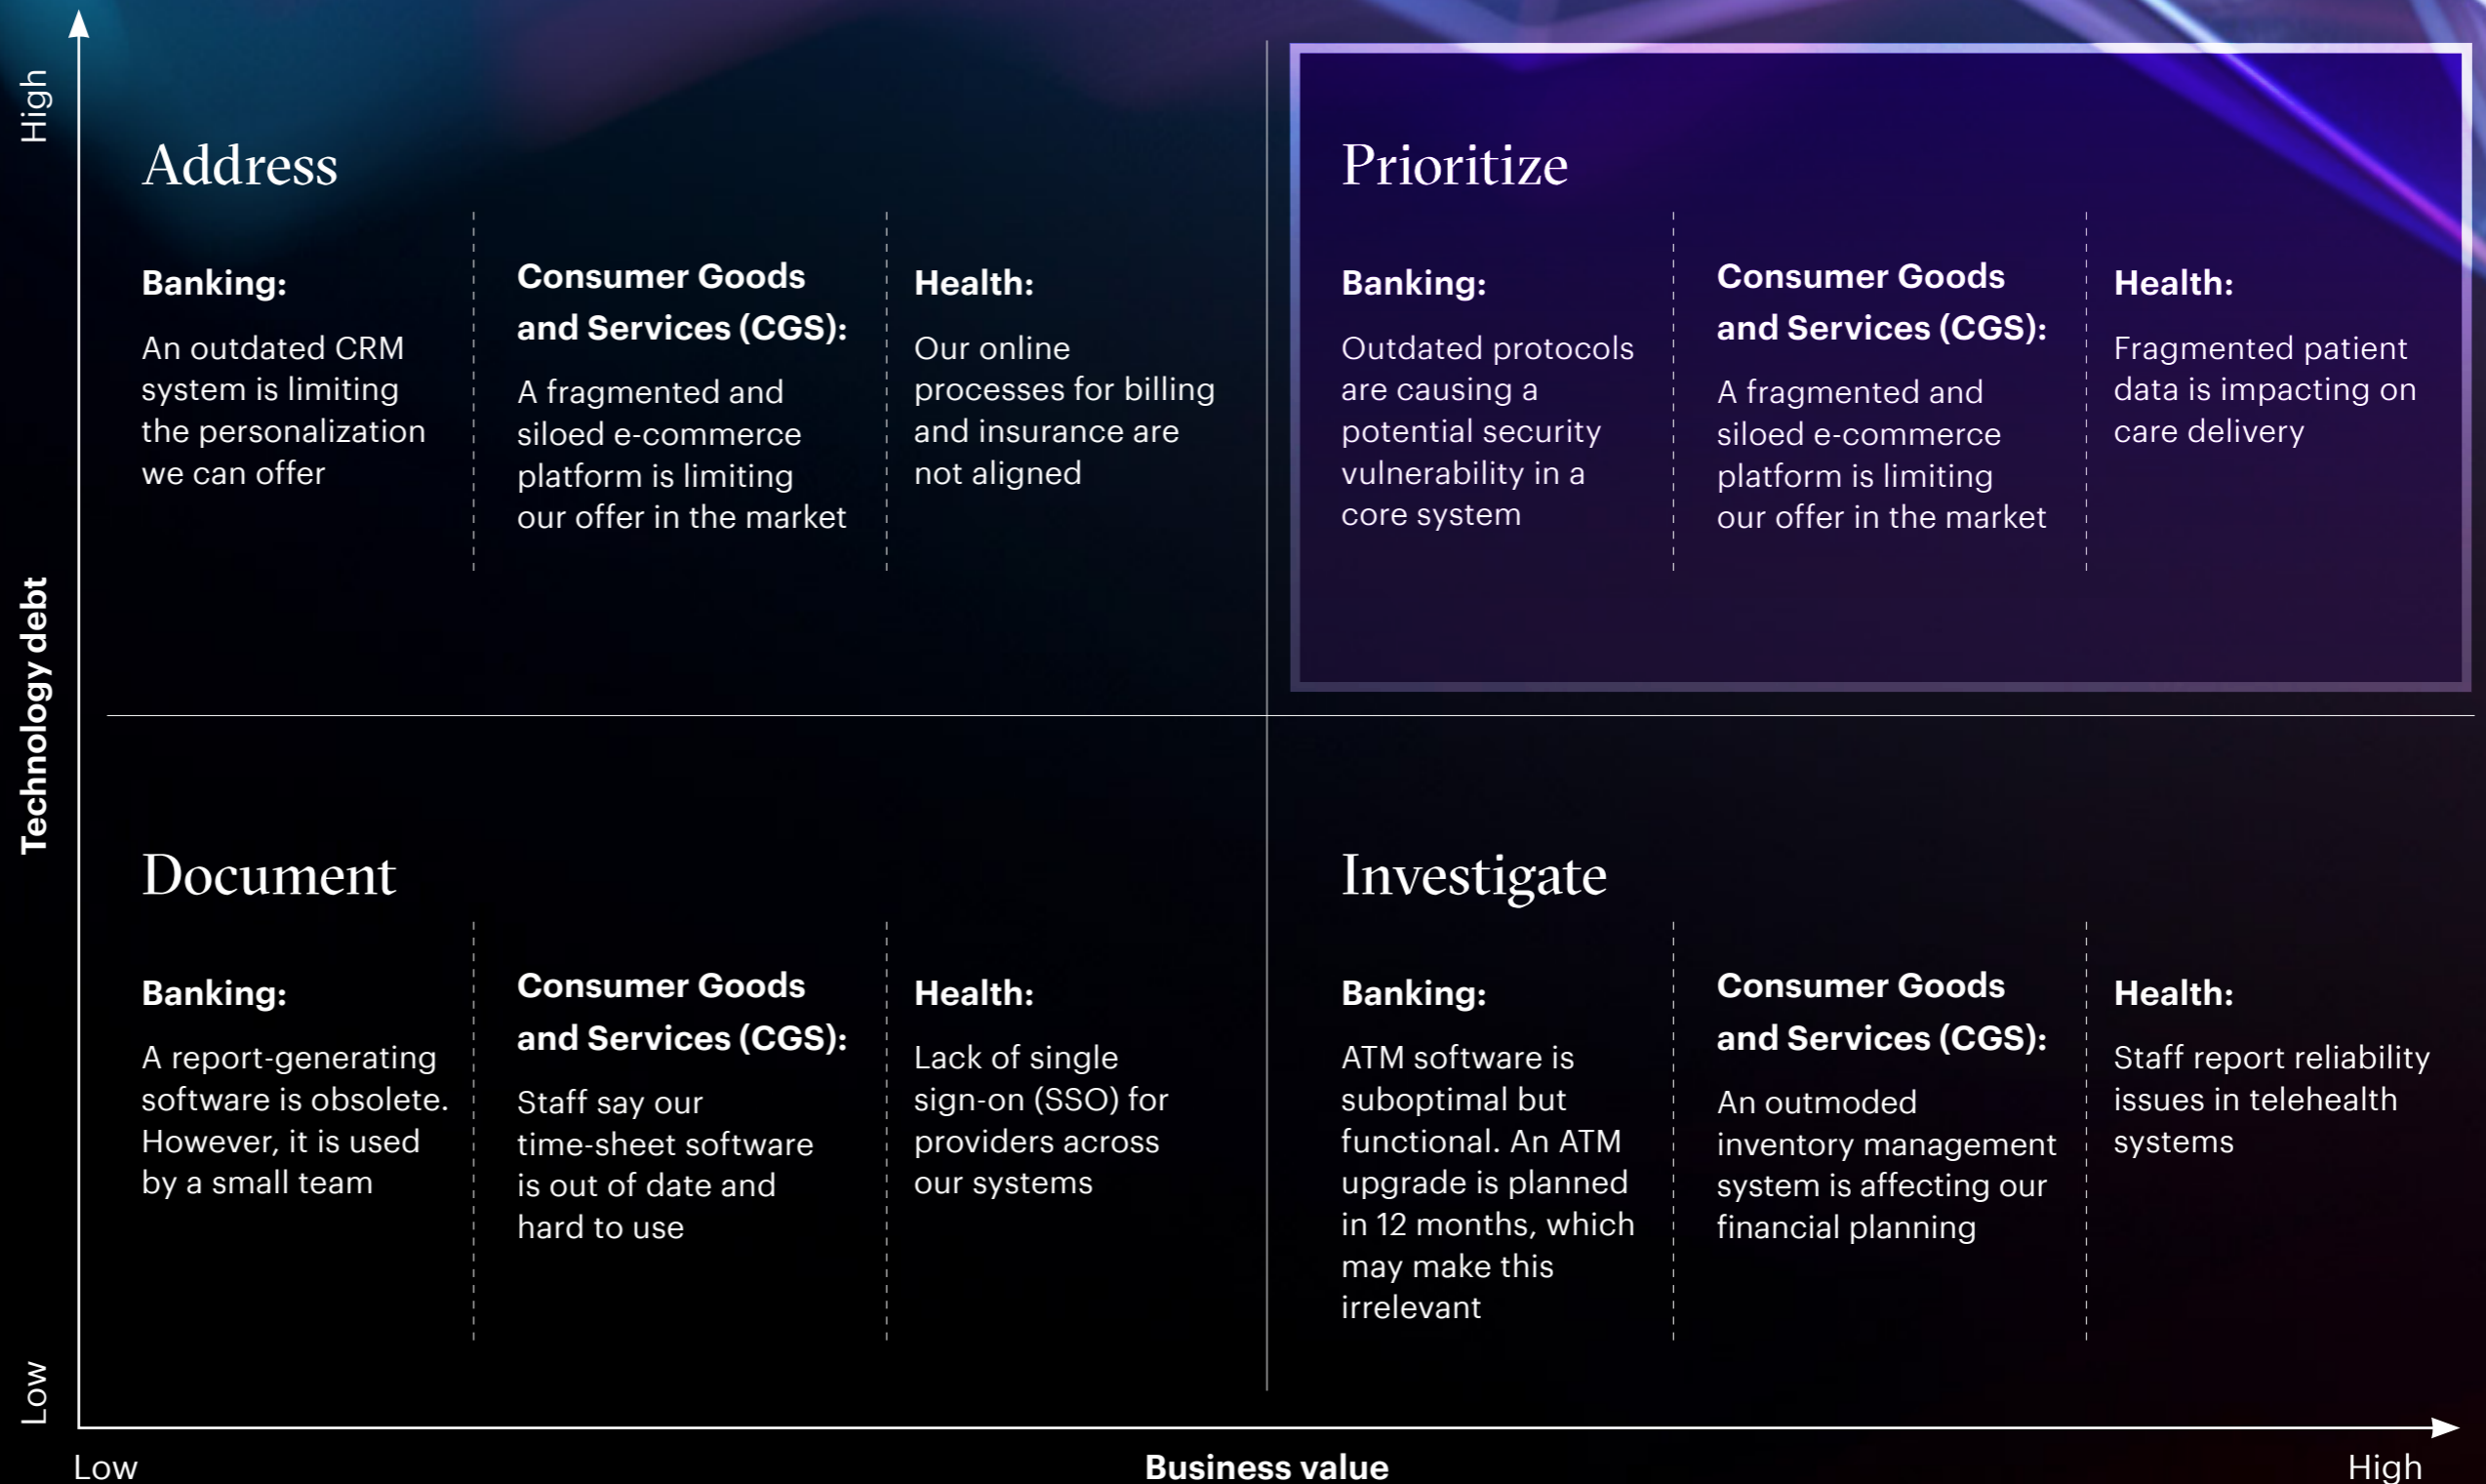 High
Technology debt
Low
Address
Banking:
An outdated CRM
system is limiting
the personalization
we can offer
Consumer Goods
and Services (CGS):
A fragmented and
siloed e-commerce
platform is limiting
our offer in the market
Health:
Our online
processes for billing
and insurance are
not aligned
Prioritize
Banking:
Outdated protocols
are causing a
potential security
vulnerability in a
core system
Consumer Goods
and Services (CGS):
A fragmented and
siloed e-commerce
platform is limiting
our offer in the market
Health:
Fragmented patient
data is impacting on
care delivery
Document
Banking:
A report-generating
software is obsolete.
However, it is used
by a small team
Consumer Goods
and Services (CGS):
Staff say our
time-sheet software
is out of date and
hard to use
Health:
Lack of single
sign-on (SSO) for
providers across
our systems
Investigate
Banking:
ATM software is
suboptimal but
functional. An ATM
upgrade is planned
in 12 months, which
may make this
irrelevant
Consumer Goods
and Services (CGS):
An outmoded
inventory management
system is affecting our
financial planning
Health:
Staff report reliability
issues in telehealth
systems
Low
Business value
High